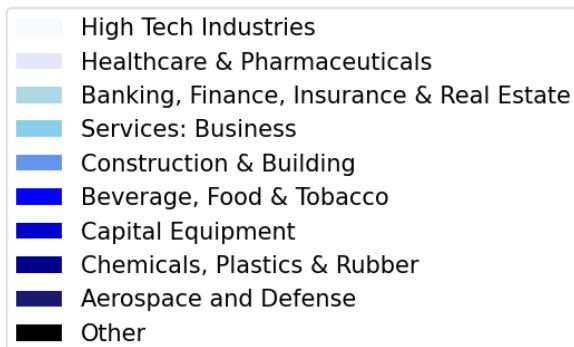 High Tech Industries
Healthcare & Pharmaceuticals
Banking, Finance, Insurance & Real Estate
Services: Business
Construction & Building
Beverage, Food & Tobacco
Capital Equipment
Chemicals, Plastics & Rubber
Aerospace and Defense
Other